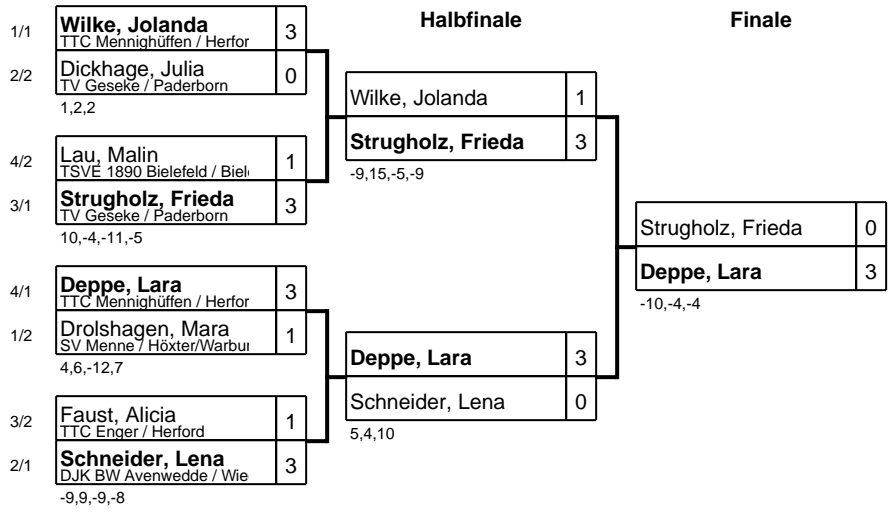 Halbfinale
Finale
1/1 Wilke, Jolanda 3
TTC Mennighüffen / Herfor
2/2 Dickhage, Julia 0
TV Geseke / Paderborn
1,2,2
4/2 Lau, Malin 1
TSVE 1890 Bielefeld / Biel
3/1 Strugholz, Frieda 3
TV Geseke / Paderborn
10,-4,-11,-5
4/1 Deppe, Lara 3
TTC Mennighüffen / Herfor
1/2 Drolshagen, Mara 1
SV Menne / Höxter/Warbu
4,6,-12,7
3/2 Faust, Alicia 1
TTC Enger / Herford
2/1 Schneider, Lena 3
DJK BW Avenwedde / Wie
-9,9,-9,-8
Wilke, Jolanda 1
Strugholz, Frieda 3
-9,15,-5,-9
Deppe, Lara 3
Schneider, Lena 0
5,4,10
Strugholz, Frieda 0
Deppe, Lara 3
-10,-4,-4